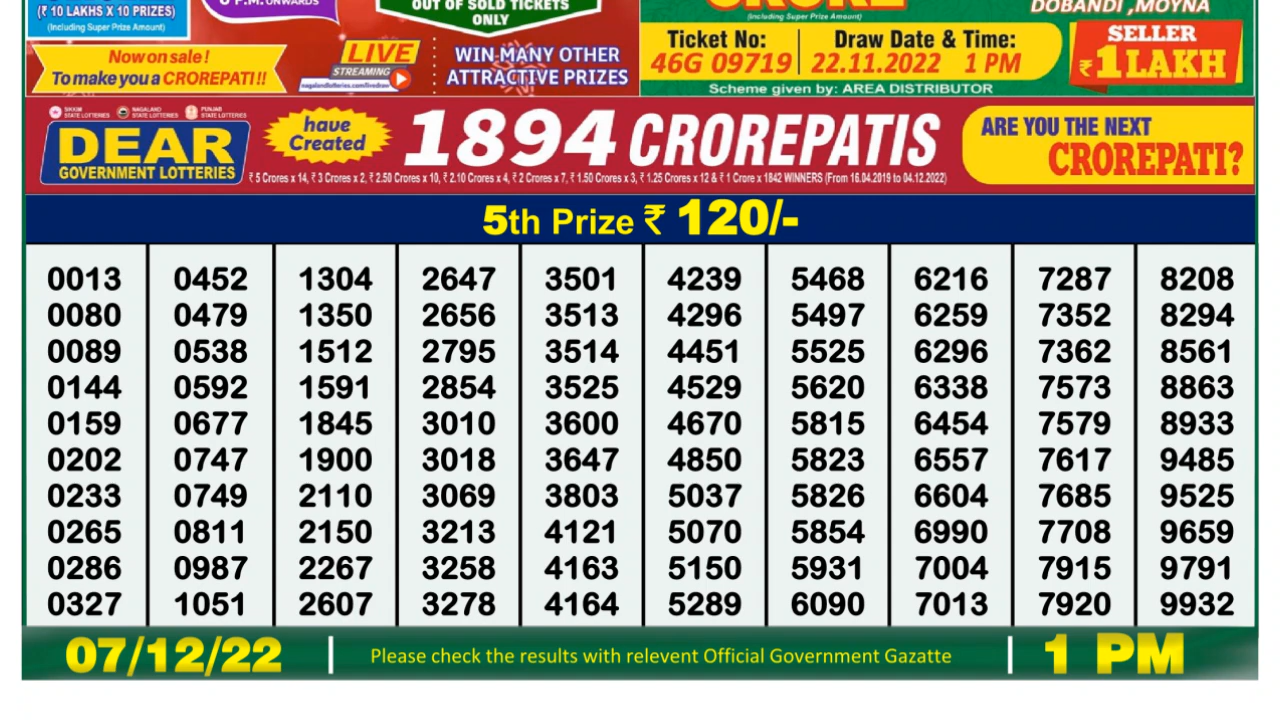 (₹ 10 LAKHS X 10 PRIZES)
(Including Super Prize Amount)
P.M. ONWARDS
OUT OF SOLD TICKETS
ONLY
Now on sale !
To make you a CROREPATI !!
LIVE
STREAMING
nagalandlotteries.com/livedraw
WIN MANY OTHER
ATTRACTIVE PRIZES
CRORE
(Including Super Prize Amount)
DOBANDI ,MOYNA
Ticket No:
46G 09719
Draw Date & Time:
22.11.2022 1 PM
SELLER
₹1 LAKH
Scheme given by: AREA DISTRIBUTOR
SIKKIM STATE LOTTERIES NAGALAND STATE LOTTERIES PUNJAB STATE LOTTERIES
DEAR
GOVERNMENT LOTTERIES
have
Created
1894 CROREPATIS
₹ 5 Crores x 14, ₹ 3 Crores x 2, ₹ 2.50 Crores x 10, ₹ 2.10 Crores x 4, ₹ 2 Crores x 7, ₹ 1.50 Crores x 3, ₹ 1.25 Crores x 12 & ₹ 1 Crore x 1842 WINNERS (From 16.04.2019 to 04.12.2022)
ARE YOU THE NEXT
CROREPATI?
5th Prize ₹ 120/-
0013 0452 1304 2647 3501 4239 5468 6216 7287 8208
0080 0479 1350 2656 3513 4296 5497 6259 7352 8294
0089 0538 1512 2795 3514 4451 5525 6296 7362 8561
0144 0592 1591 2854 3525 4529 5620 6338 7573 8863
0159 0677 1845 3010 3600 4670 5815 6454 7579 8933
0202 0747 1900 3018 3647 4850 5823 6557 7617 9485
0233 0749 2110 3069 3803 5037 5826 6604 7685 9525
0265 0811 2150 3213 4121 5070 5854 6990 7708 9659
0286 0987 2267 3258 4163 5150 5931 7004 7915 9791
0327 1051 2607 3278 4164 5289 6090 7013 7920 9932
07/12/22 Please check the results with relevent Official Government Gazatte 1 PM